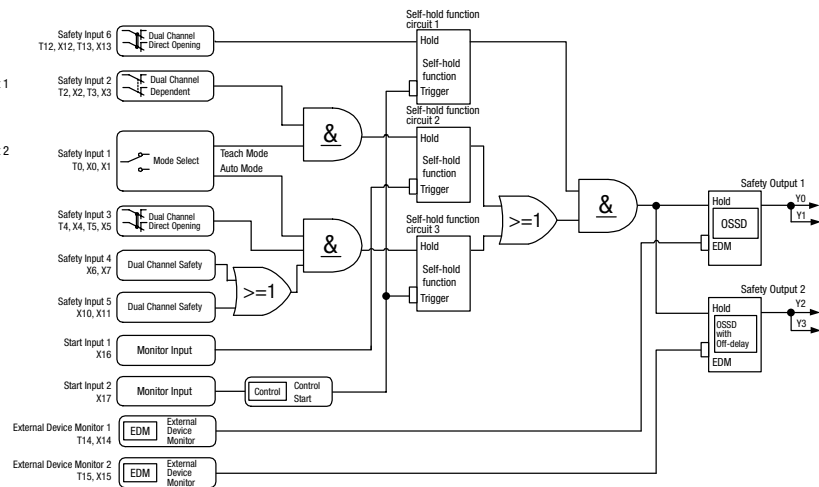 Self-hold function
circuit 1
Safety Input 6
T12, X12, T13, X13
Dual Channel
Direct Opening
Hold
Self-hold
function
Trigger
1
Safety Input 2
T2, X2, T3, X3
Dual Channel
Dependent
&
Self-hold function
circuit 2
Hold
Self-hold
function
Trigger
2
Safety Input 1
T0, X0, X1
Mode Select
Teach Mode
Auto Mode
>=1
&
Safety Output 1
Hold
OSSD
EDM
Y0
Y1
Safety Input 3
T4, X4, T5, X5
Dual Channel
Direct Opening
&
Self-hold function
circuit 3
Hold
Self-hold
function
Trigger
Safety Input 4
X6, X7
Dual Channel Safety
>=1
Safety Input 5
X10, X11
Dual Channel Safety
Safety Output 2
Hold
OSSD
with
Off-delay
EDM
Y2
Y3
Start Input 1
X16
Monitor Input
Start Input 2
X17
Monitor Input
Control
Control
Start
External Device Monitor 1
T14, X14
EDM
External
Device
Monitor
External Device Monitor 2
T15, X15
EDM
External
Device
Monitor